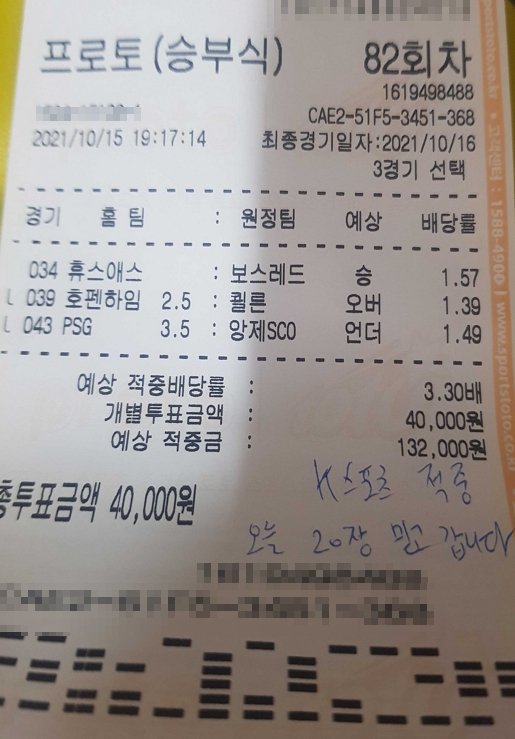 프로토(승부식) 82회차
1619498488
CAE2-51F5-3451-368
2021/10/15 19:17:14 최종경기일자:2021/10/16
3경기 선택
경기 홈 팀 : 원정팀 예상 배당률
034 휴스애스 : 보스레드 승 1.57
L 039 호펜하임 2.5 : 쾰른 오버 1.39
L 043 PSG 3.5 : 앙제SCO 언더 1.49
예상 적중배당률 : 3.30배
개별투표금액 : 40,000원
예상 적중금 : 132,000원
총투표금액 40,000원
K스포츠 적중
오늘 20장 믿고 갑니다
고객센터 : 1588-4900 | www.sportstoto.co.kr